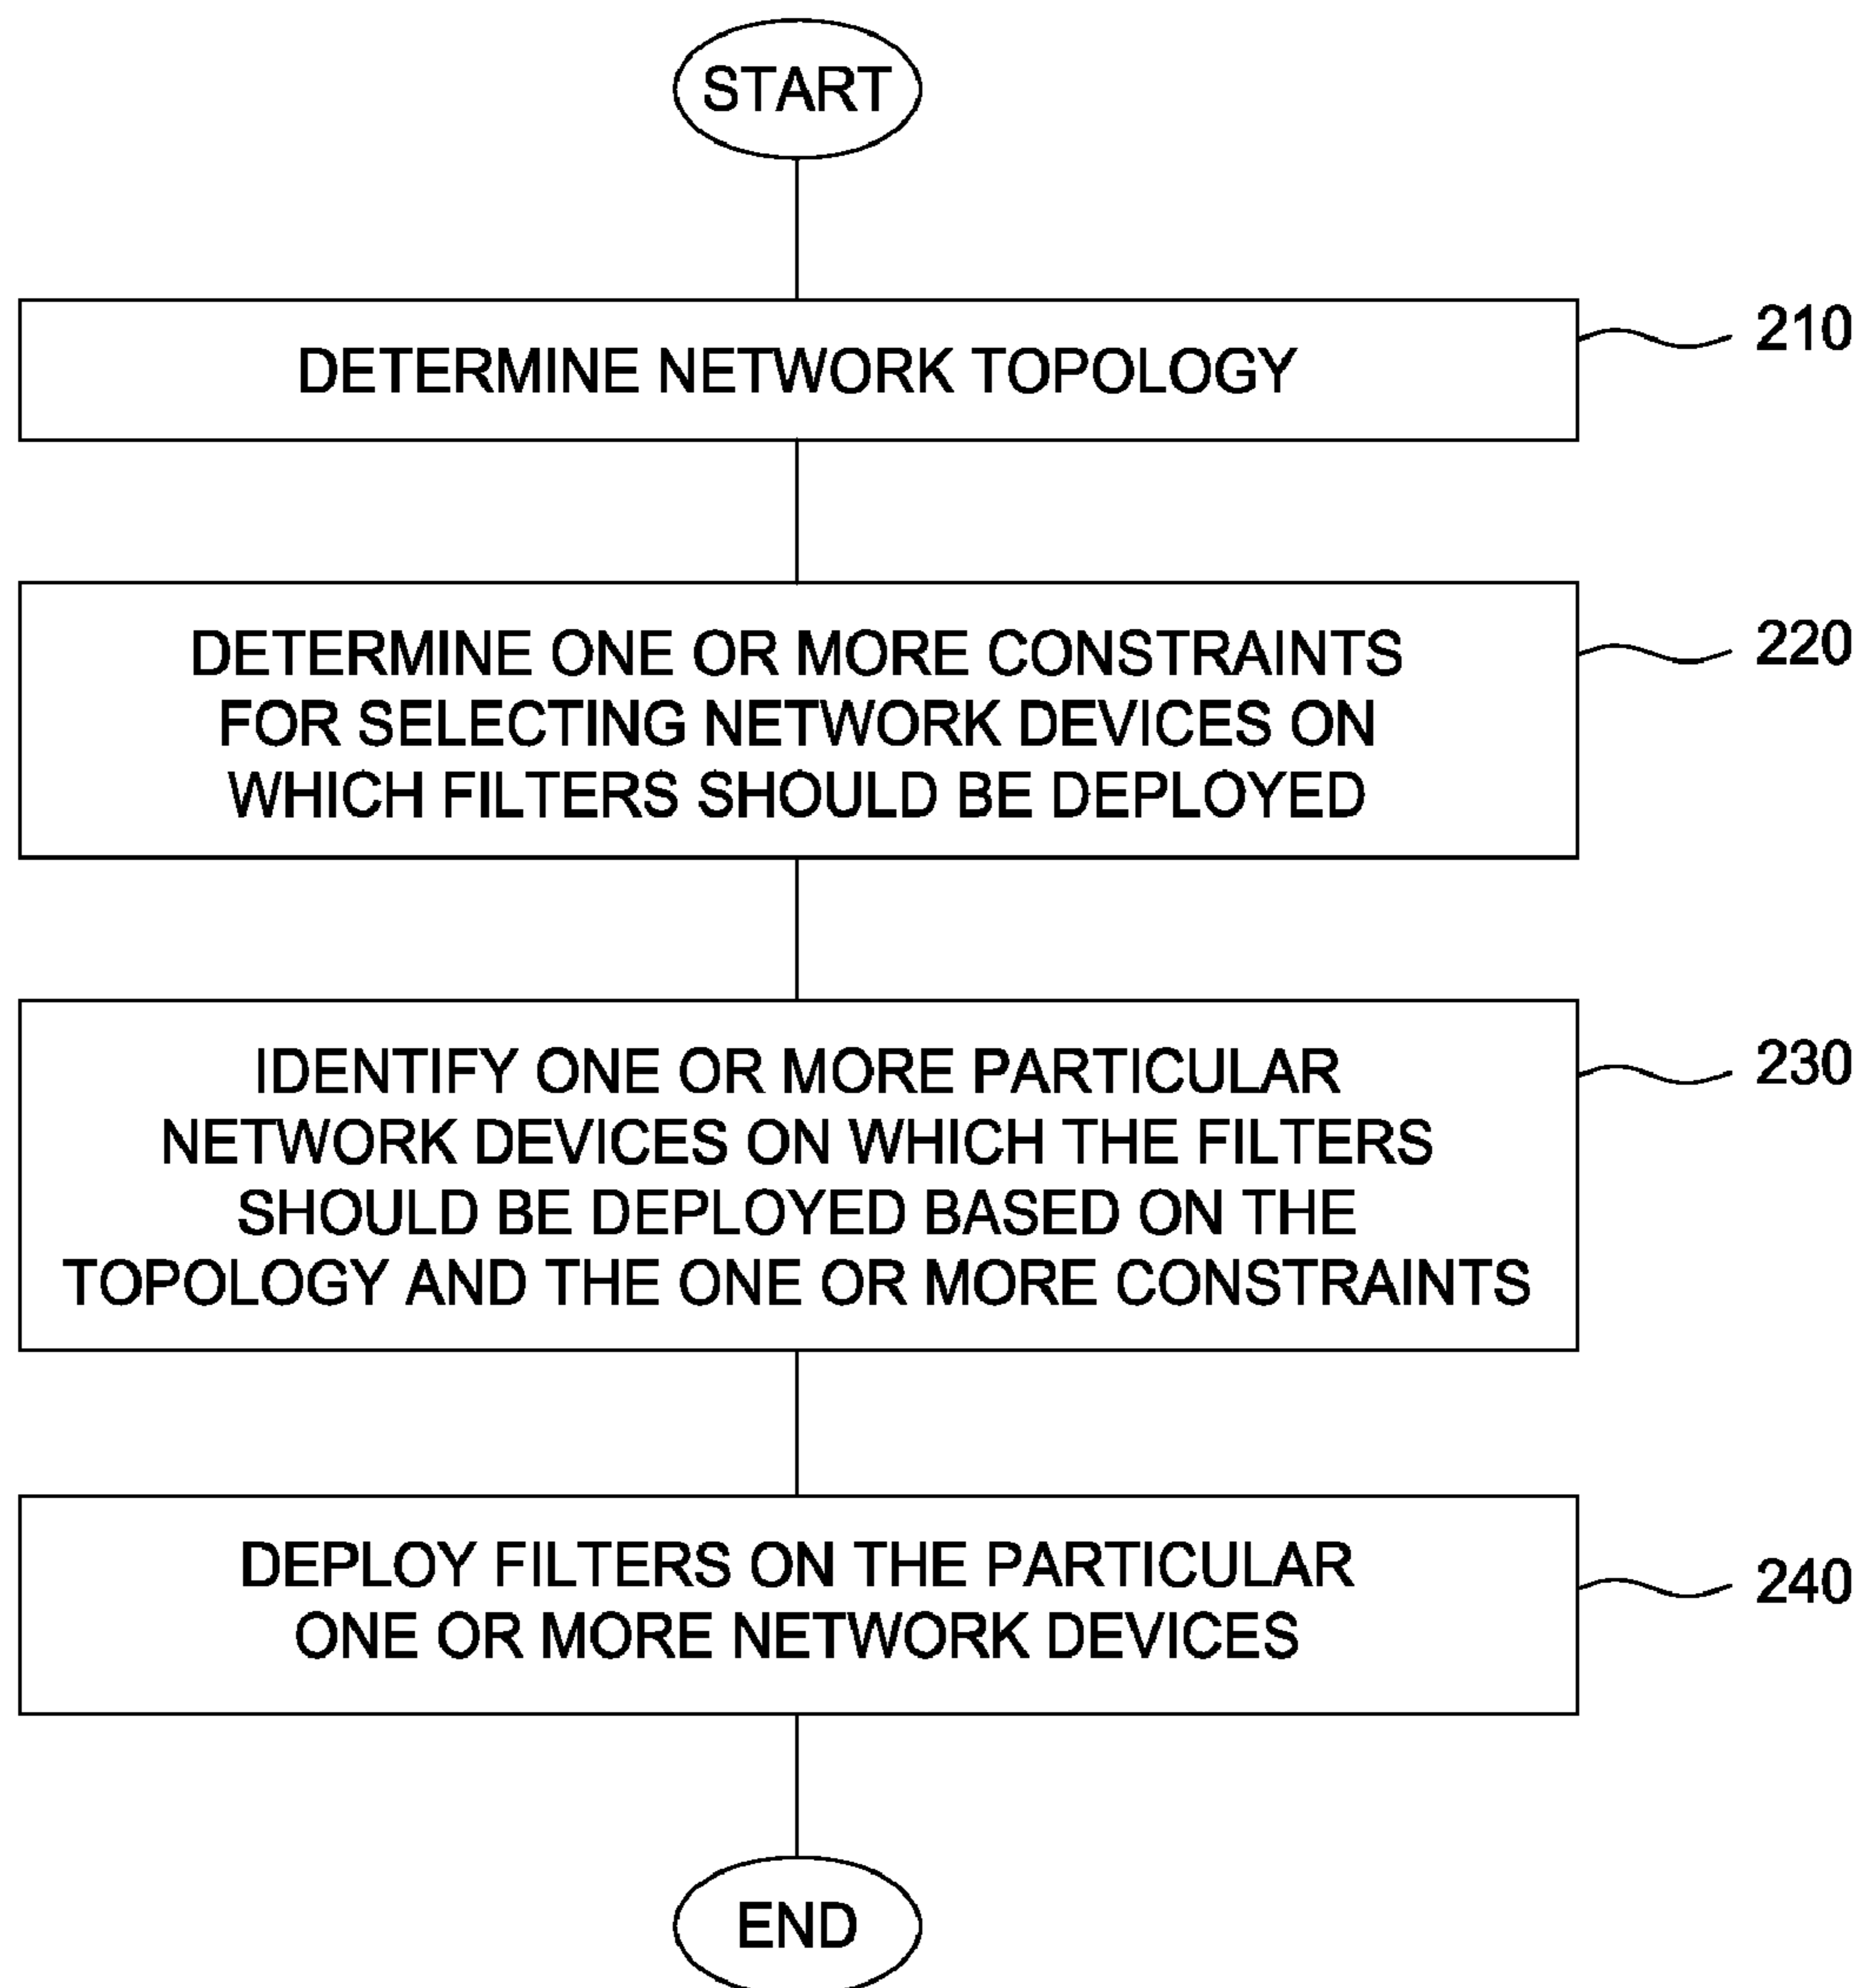 START
DETERMINE NETWORK TOPOLOGY
210
DETERMINE ONE OR MORE CONSTRAINTS
FOR SELECTING NETWORK DEVICES ON
WHICH FILTERS SHOULD BE DEPLOYED
220
IDENTIFY ONE OR MORE PARTICULAR
NETWORK DEVICES ON WHICH THE FILTERS
SHOULD BE DEPLOYED BASED ON THE
TOPOLOGY AND THE ONE OR MORE CONSTRAINTS
230
DEPLOY FILTERS ON THE PARTICULAR
ONE OR MORE NETWORK DEVICES
240
END